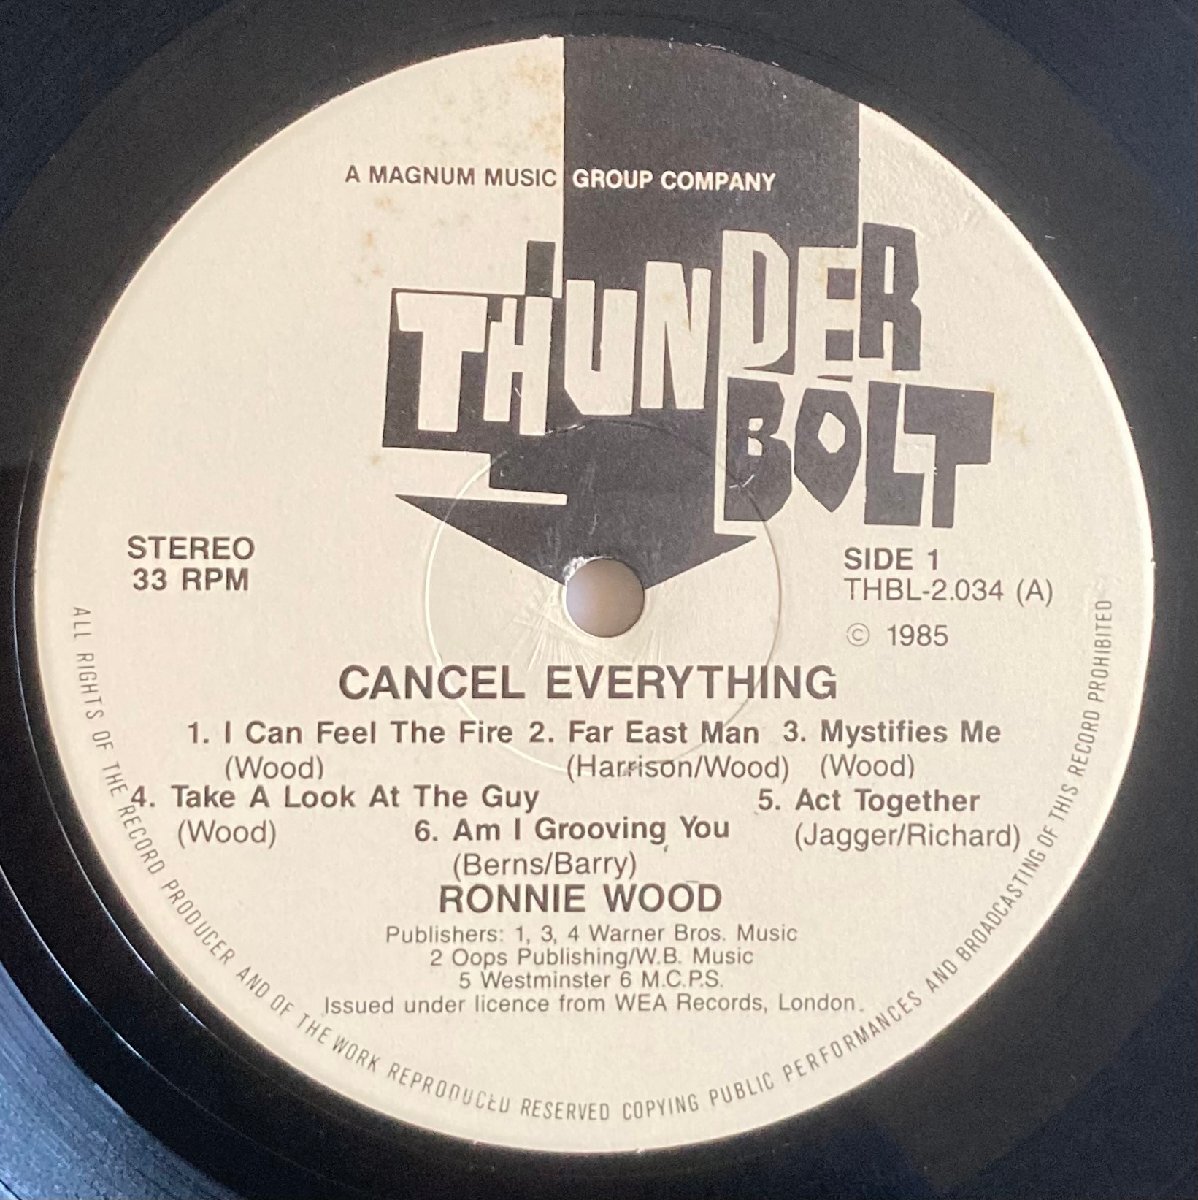 A MAGNUM MUSIC GROUP COMPANY
THUNDER
BOLT
STEREO
33 RPM
SIDE 1
THBL-2.034 (A)
© 1985
CANCEL EVERYTHING
1. I Can Feel The Fire 2. Far East Man 3. Mystifies Me
(Wood) (Harrison/Wood) (Wood)
4. Take A Look At The Guy 5. Act Together
(Wood) 6. Am I Grooving You (Jagger/Richard)
(Berns/Barry)
RONNIE WOOD
Publishers: 1, 3, 4 Warner Bros. Music
2 Oops Publishing/W.B. Music
5 Westminster 6 M.C.P.S.
Issued under licence from WEA Records, London.
ALL RIGHTS OF THE RECORD PRODUCER AND OF THE WORK REPRODUCED RESERVED COPYING PUBLIC PERFORMANCES AND BROADCASTING OF THIS RECORD PROHIBITED